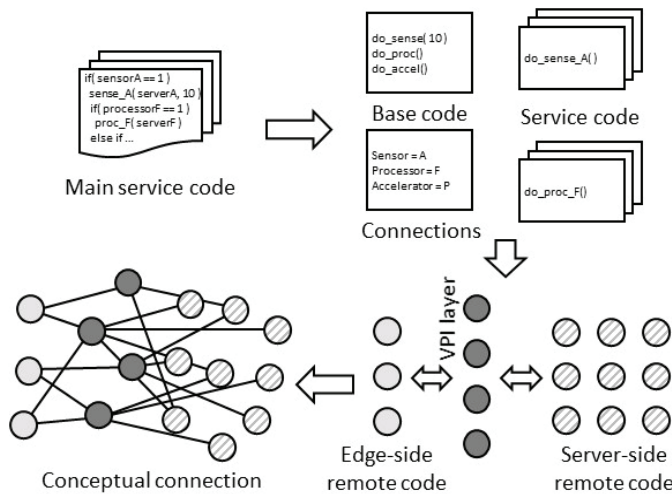 if( sensorA == 1 )
sense_A( serverA, 10 )
if( processorF == 1 )
proc_F( serverF )
else if ...
Main service code
do_sense( 10 )
do_proc()
do_accel()
Base code
do_sense_A( )
Service code
Sensor = A
Processor = F
Accelerator = P
Connections
do_proc_F()
VPI layer
Conceptual connection
Edge-side
remote code
Server-side
remote code